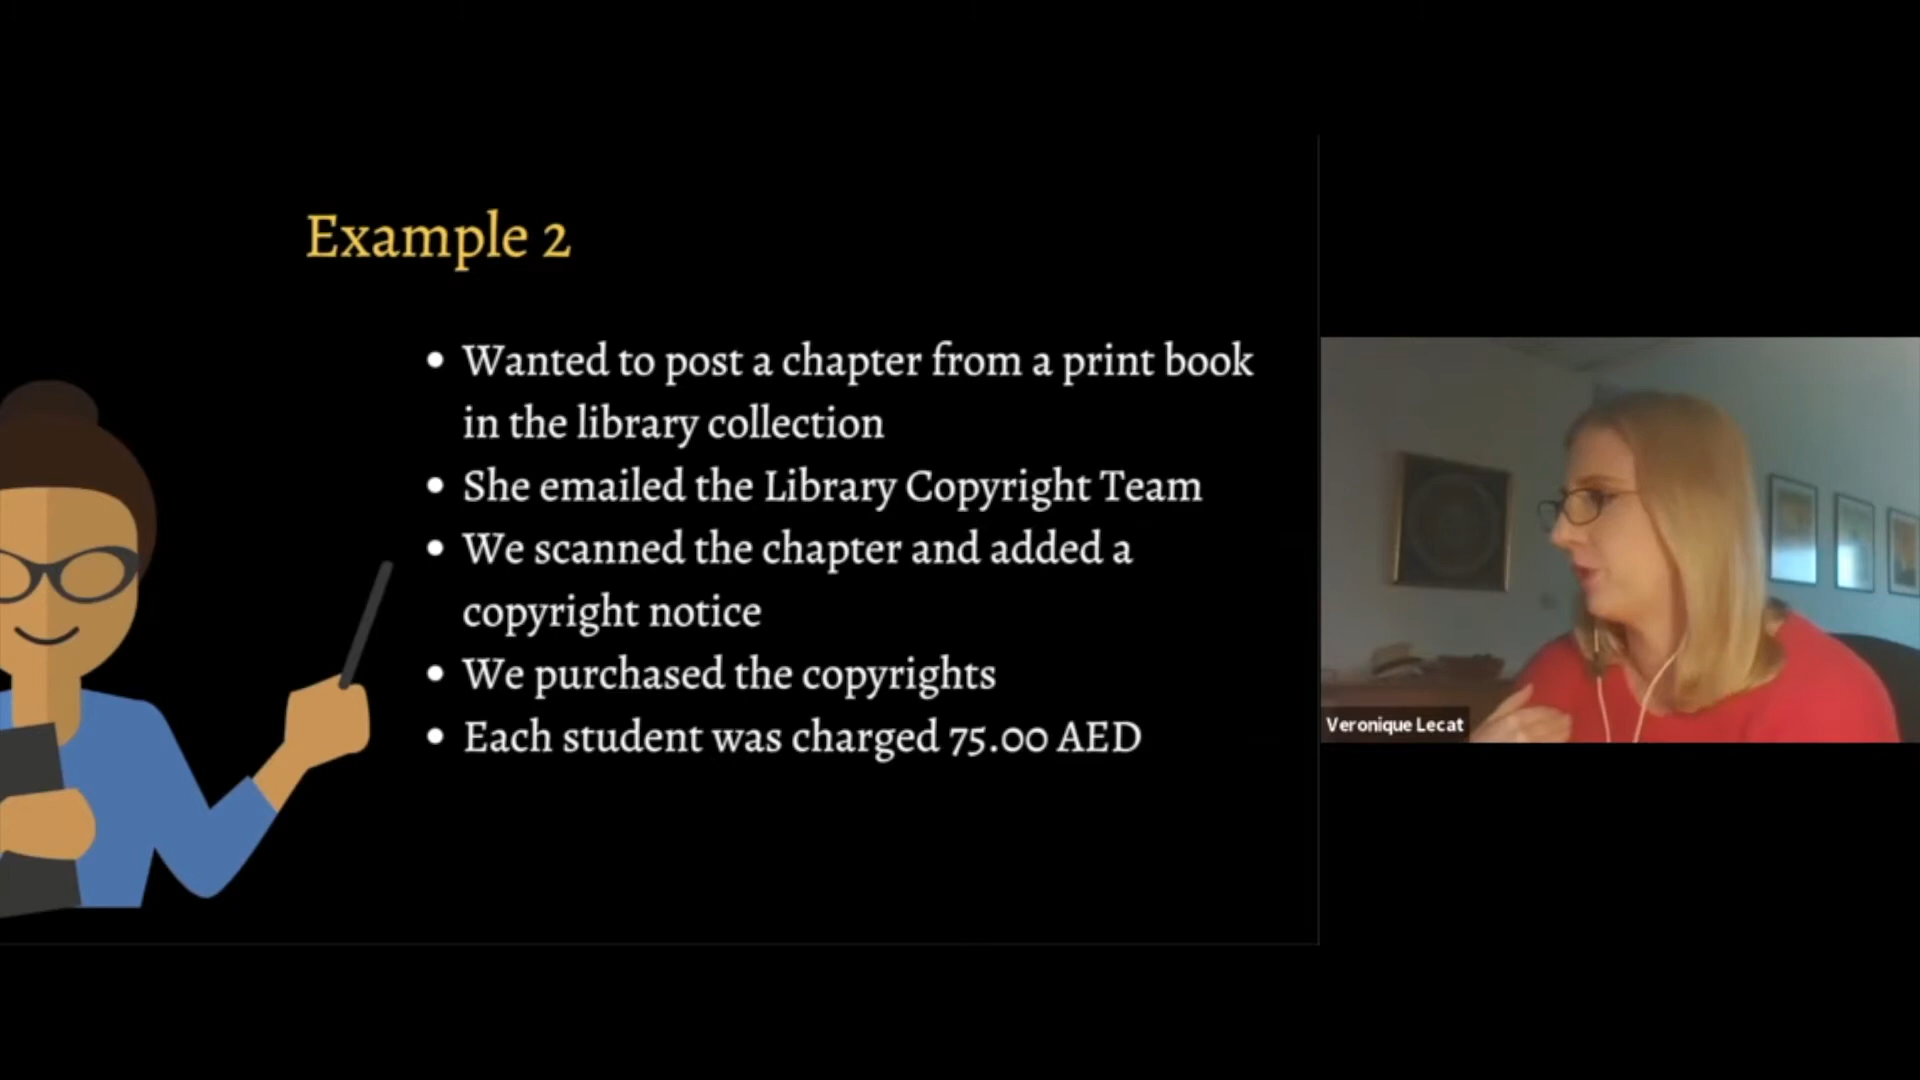 Example 2
• Wanted to post a chapter from a print book
in the library collection
• She emailed the Library Copyright Team
• We scanned the chapter and added a
copyright notice
• We purchased the copyrights
• Each student was charged 75.00 AED
Veronique Lecat